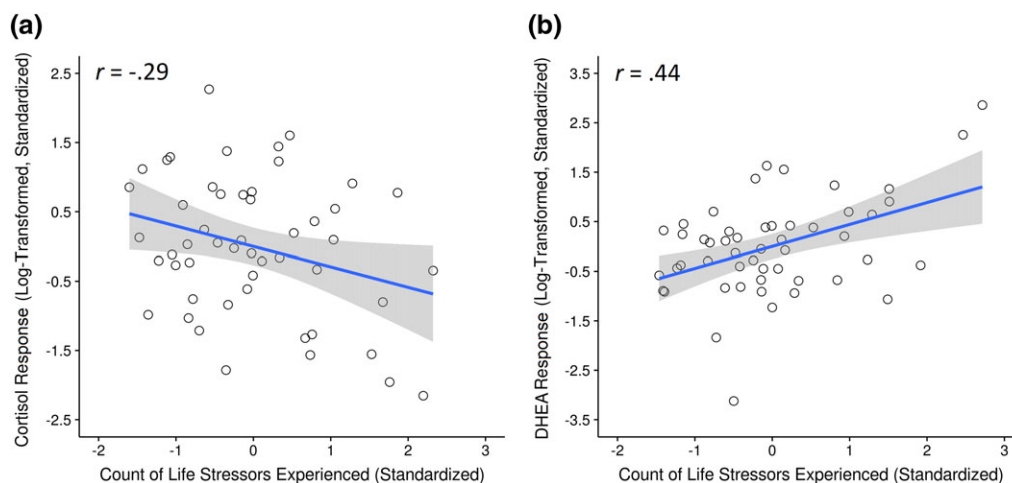 (a)
r = -.29
Cortisol Response (Log-Transformed, Standardized)
2.5
1.5
0.5
-0.5
-1.5
-2.5
-2 -1 0 1 2 3
Count of Life Stressors Experienced (Standardized)
(b)
r = .44
DHEA Response (Log-Transformed, Standardized)
3.5
2.5
1.5
0.5
-0.5
-1.5
-2.5
-3.5
-2 -1 0 1 2 3
Count of Life Stressors Experienced (Standardized)